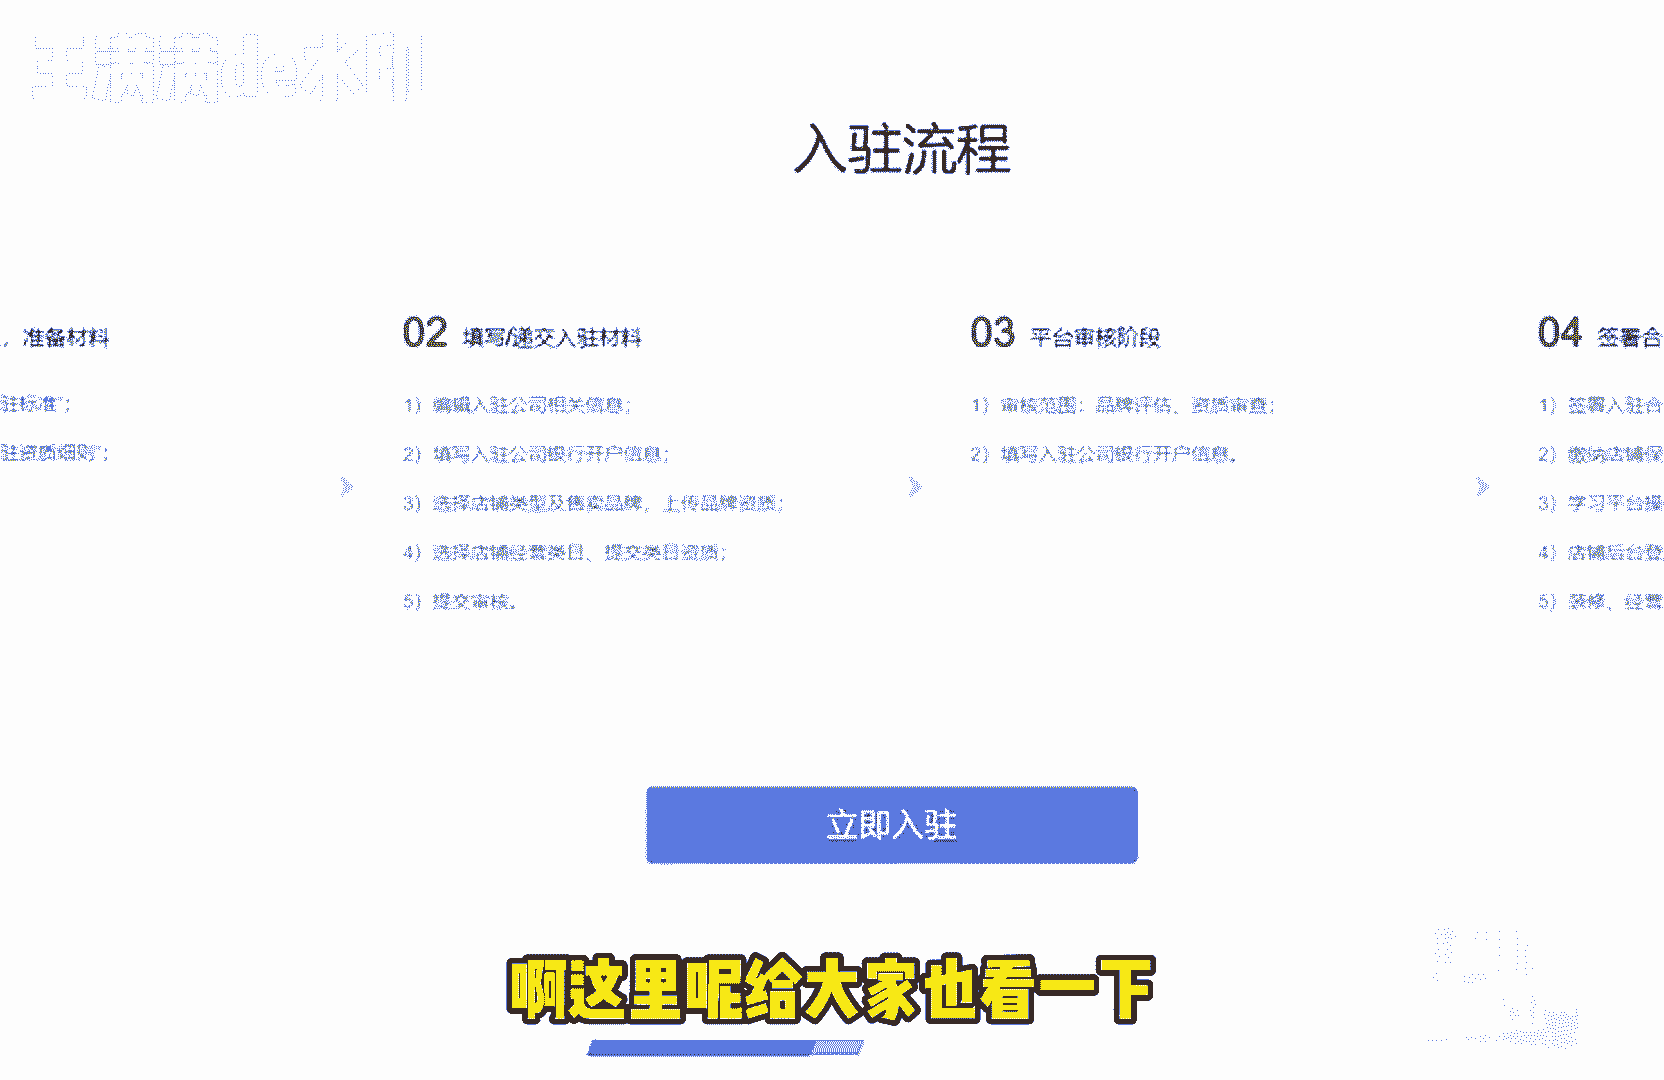 王满满de水印
入驻流程
，准备材料
驻标准”；
驻资质细则”；
02 填写/递交入驻材料
1）编辑入驻公司相关信息；
2）填写入驻公司银行开户信息；
3）选择店铺类型及售卖品牌，上传品牌资质；
4）选择店铺经营类目、提交类目资质；
5）提交审核。
03 平台审核阶段
1）审核范围：品牌评估、资质审查；
2）填写入驻公司银行开户信息。
04 签署合
1）签署入驻合
2）缴纳店铺保
3）学习平台操
4）店铺后台登
5）装修、经营
立即入驻
啊这里呢给大家也看一下